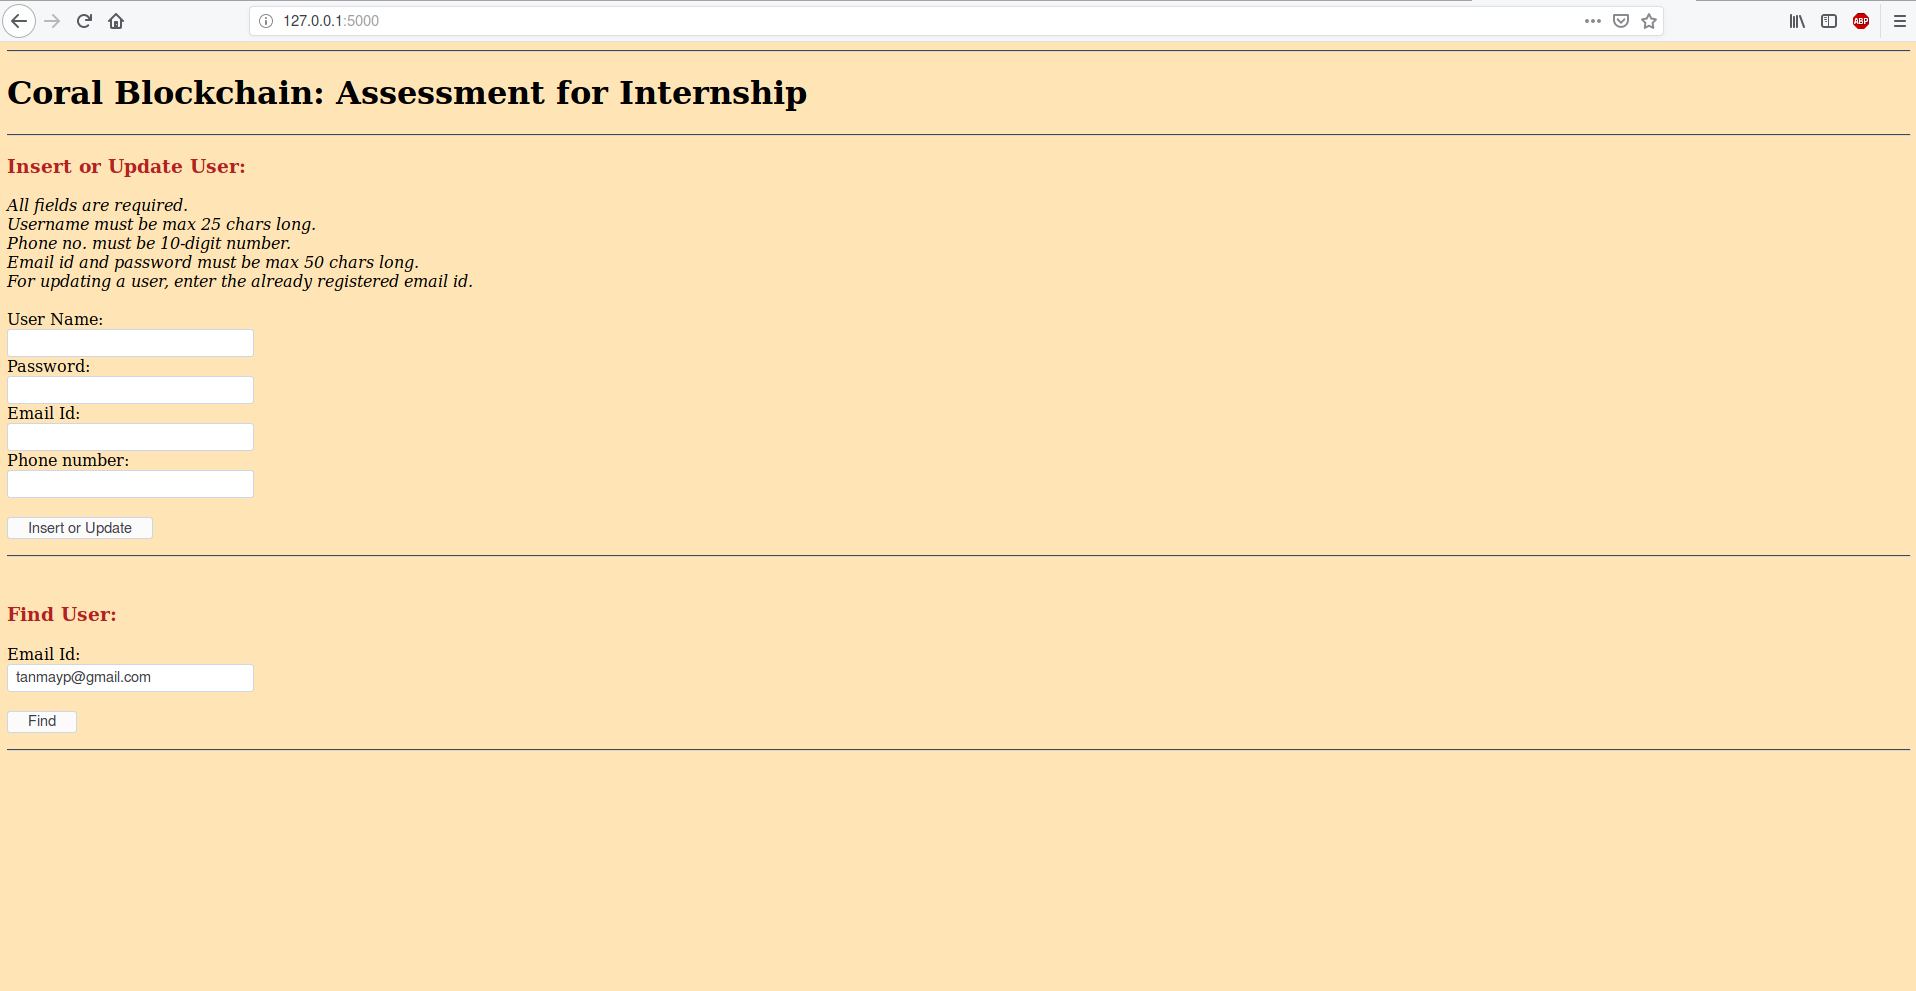 127.0.0.1:5000
ABP
Coral Blockchain: Assessment for Internship
Insert or Update User:
All fields are required.
Username must be max 25 chars long.
Phone no. must be 10-digit number.
Email id and password must be max 50 chars long.
For updating a user, enter the already registered email id.
User Name:
Password:
Email Id:
Phone number:
Insert or Update
Find User:
Email Id:
tanmayp@gmail.com
Find